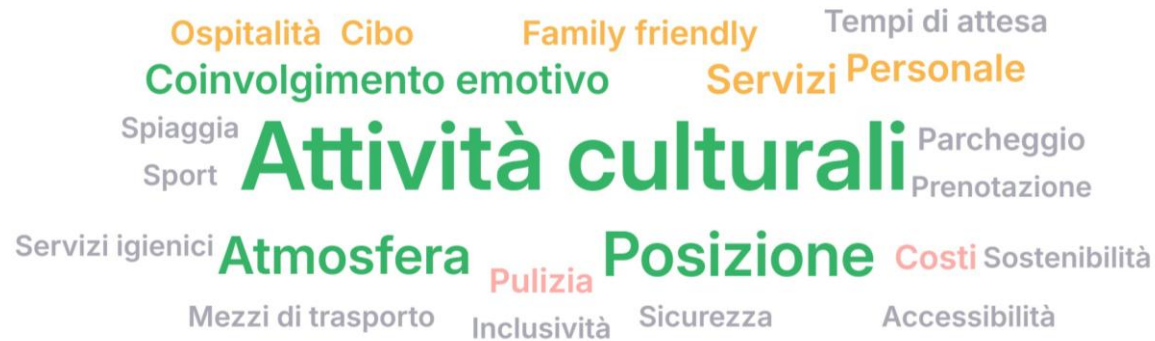 Ospitalità Cibo Family friendly Tempi di attesa
Coinvolgimento emotivo Servizi Personale
Spiaggia Attività culturali Parcheggio
Sport Prenotazione
Servizi igienici Atmosfera Posizione Costi Sostenibilità
Pulizia
Mezzi di trasporto Inclusività Sicurezza Accessibilità